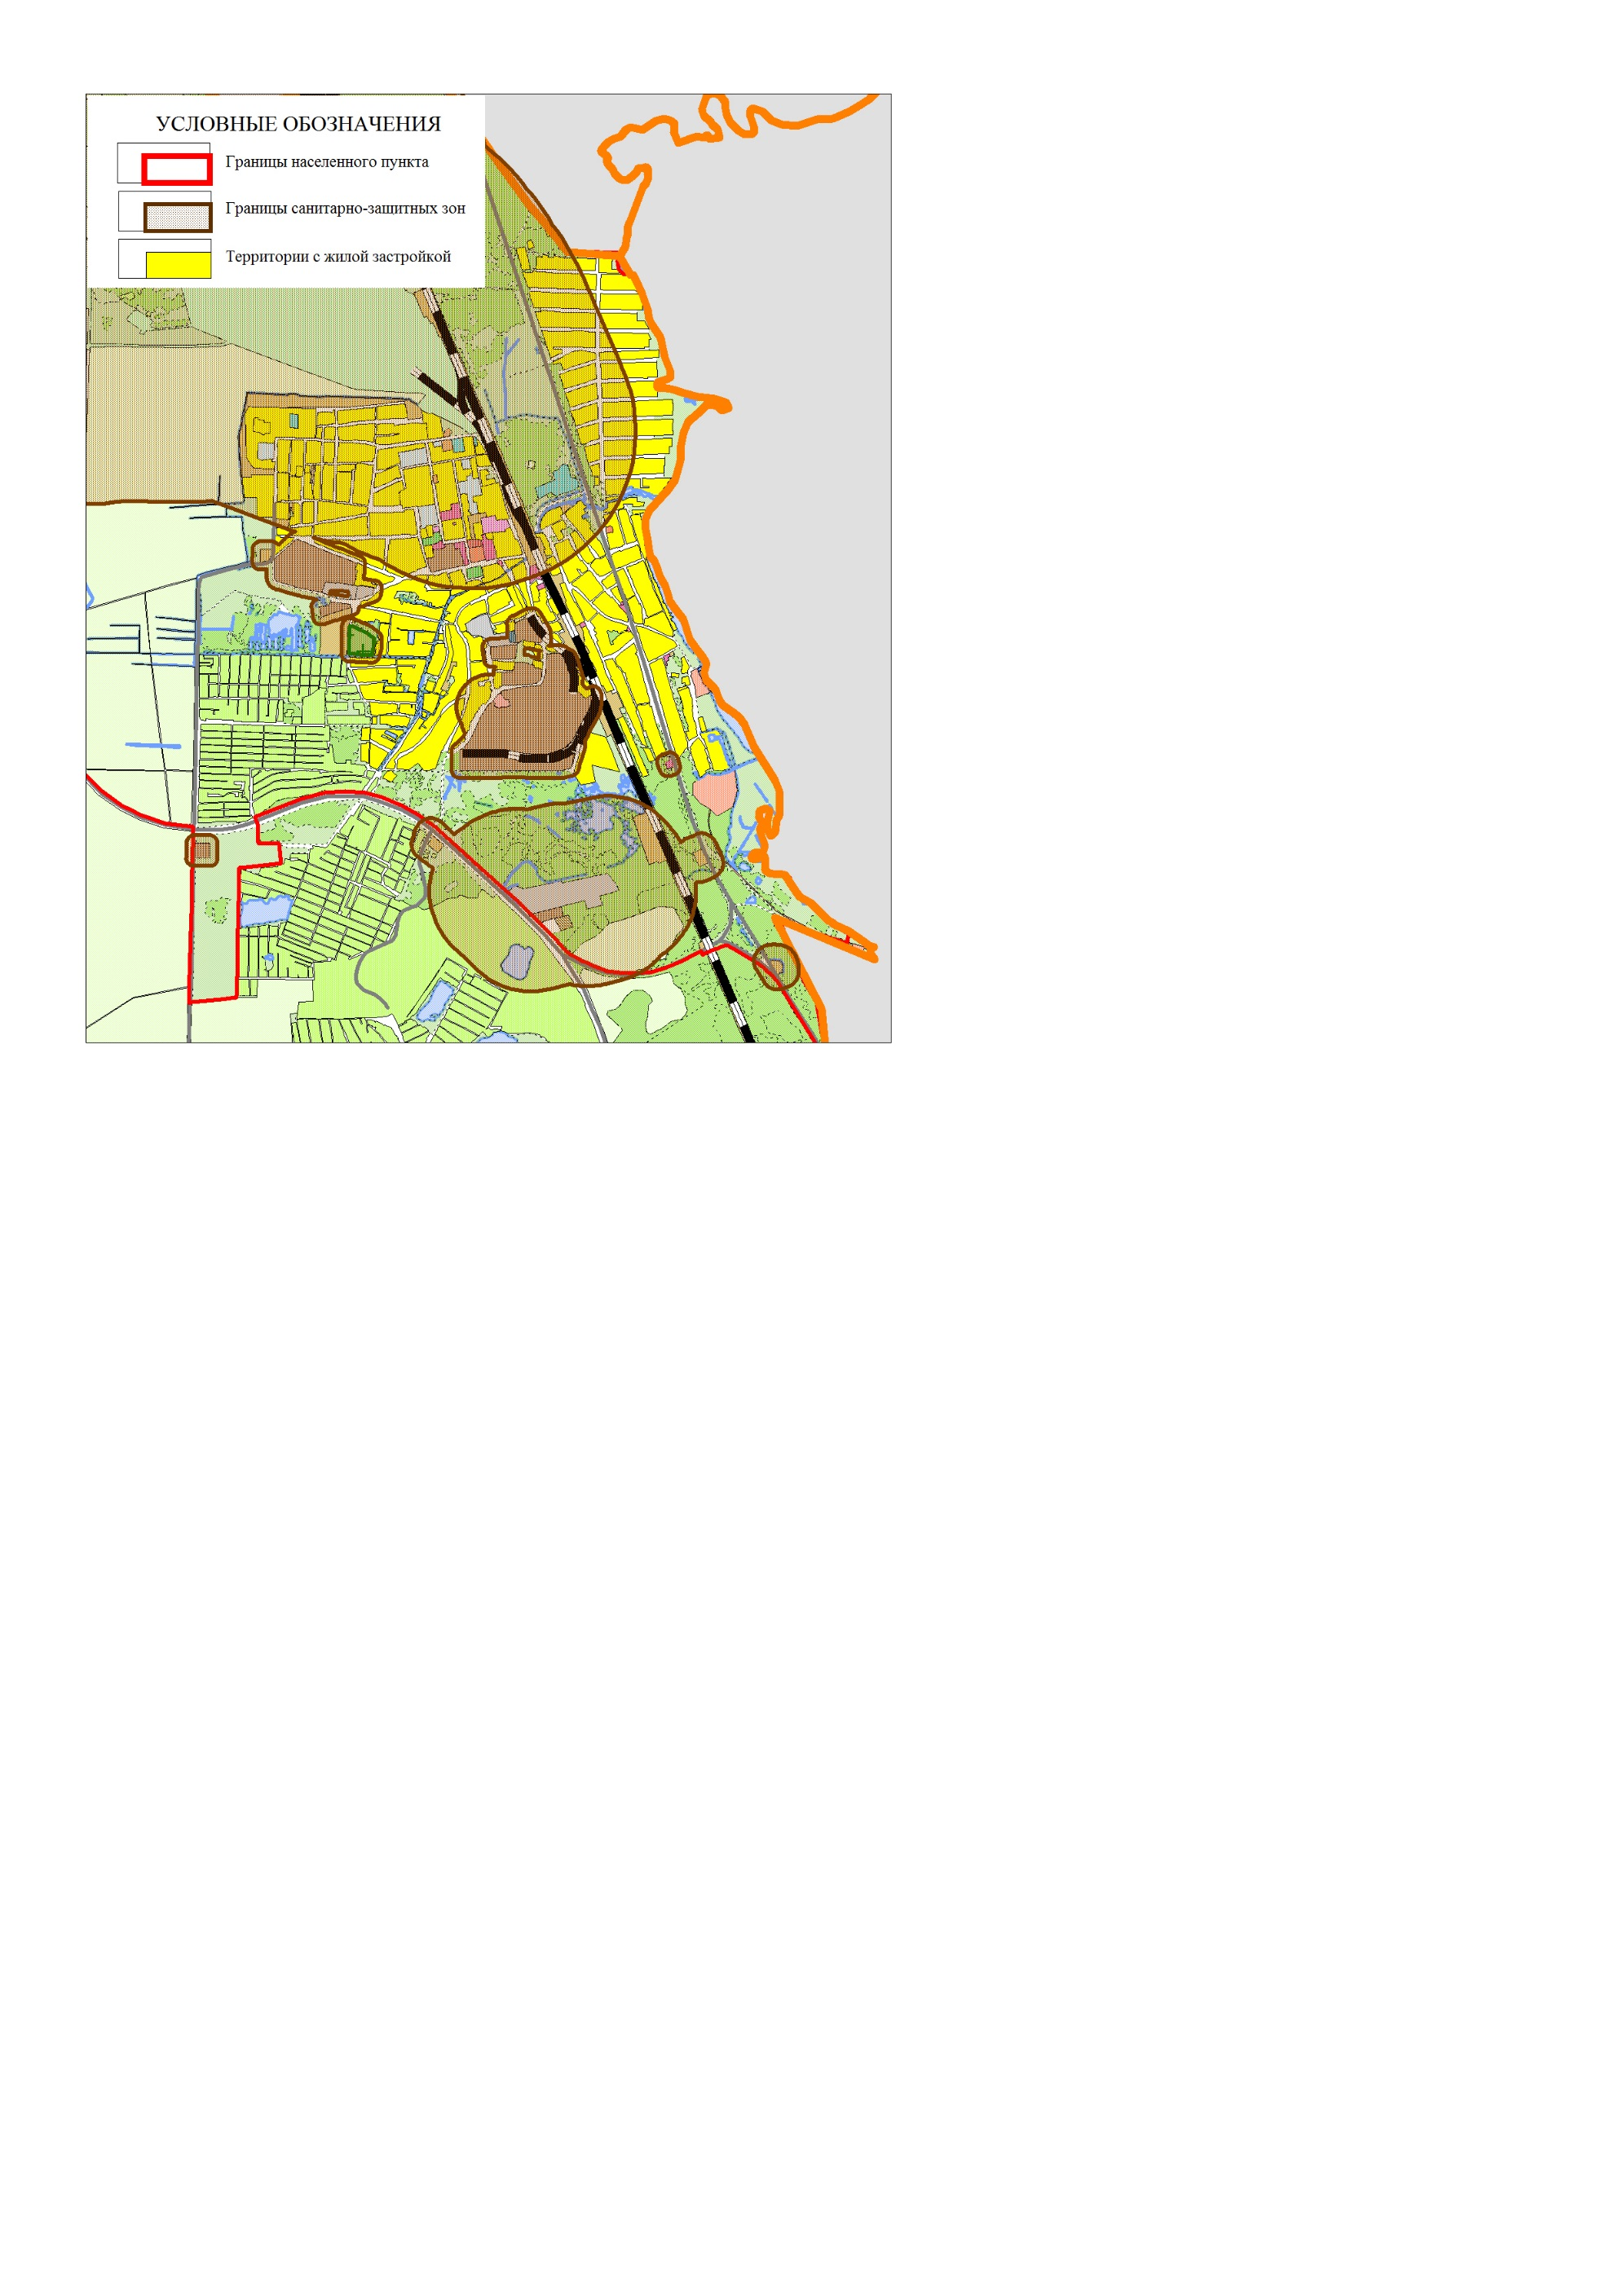 УСЛОВНЫЕ ОБОЗНАЧЕНИЯ
Границы населенного пункта
Границы санитарно-защитных зон
Территории с жилой застройкой